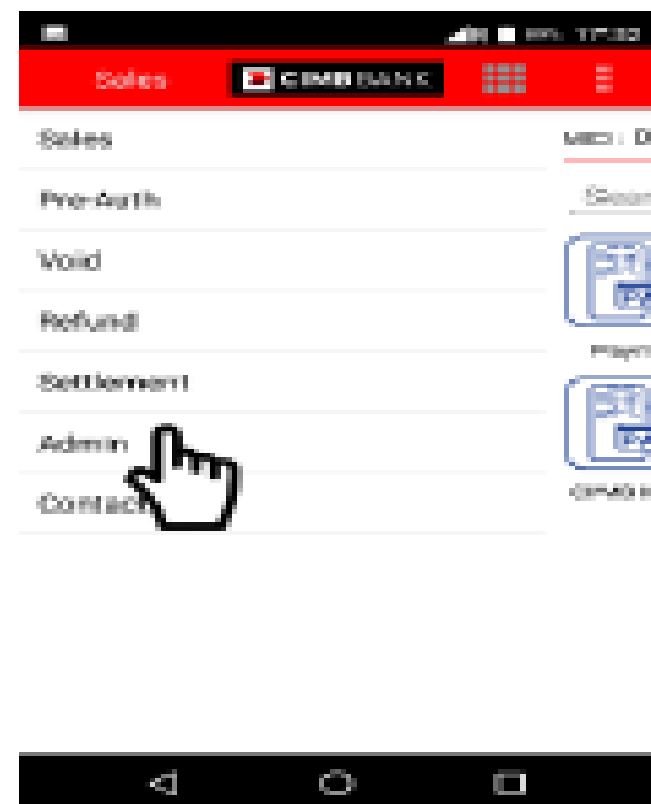 Sales CIMB BANK
Sales
Pre-Auth
Void
Refund
Settlement
Admin
Contact